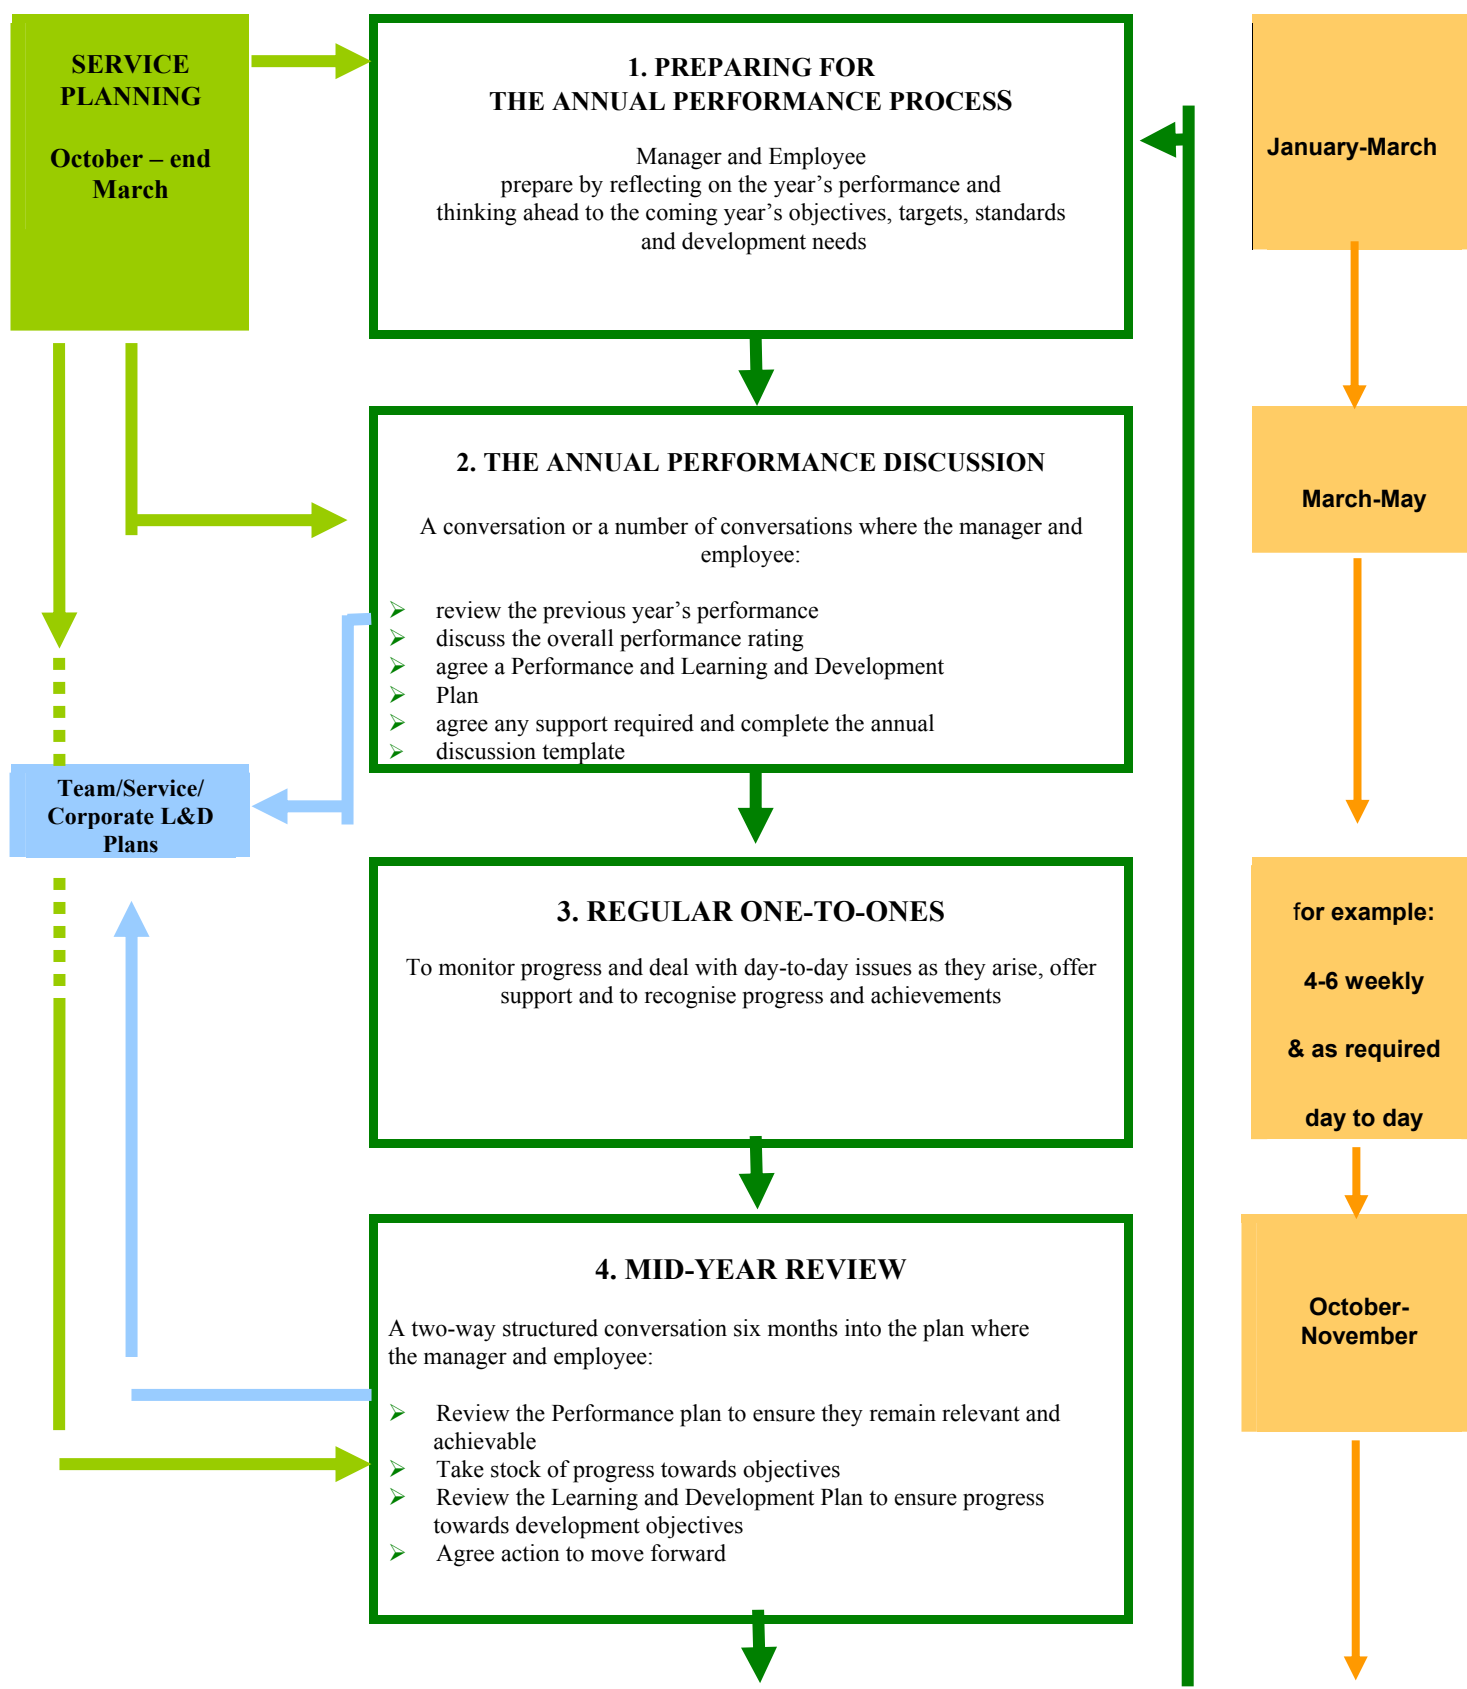 SERVICE
PLANNING
October – end
March
1. PREPARING FOR
THE ANNUAL PERFORMANCE PROCESS
Manager and Employee
prepare by reflecting on the year’s performance and
thinking ahead to the coming year’s objectives, targets, standards
and development needs
January-March
2. THE ANNUAL PERFORMANCE DISCUSSION
A conversation or a number of conversations where the manager and
employee:
➢ review the previous year’s performance
➢ discuss the overall performance rating
➢ agree a Performance and Learning and Development
➢ Plan
➢ agree any support required and complete the annual
➢ discussion template
March-May
Team/Service/
Corporate L&D
Plans
3. REGULAR ONE-TO-ONES
To monitor progress and deal with day-to-day issues as they arise, offer
support and to recognise progress and achievements
for example:
4-6 weekly
& as required
day to day
4. MID-YEAR REVIEW
A two-way structured conversation six months into the plan where
the manager and employee:
➢ Review the Performance plan to ensure they remain relevant and
achievable
➢ Take stock of progress towards objectives
➢ Review the Learning and Development Plan to ensure progress
towards development objectives
➢ Agree action to move forward
October-
November